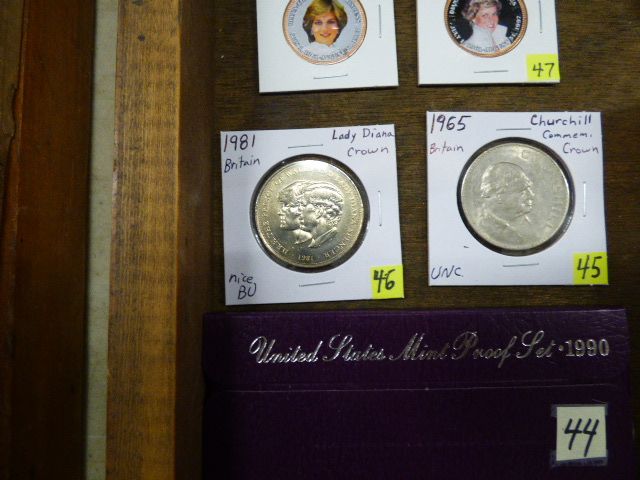 47
1981
Lady Diana
Britain
Crown
1981
nice
BU
46
1965
Churchill
Commem.
Britain
Crown
UNC.
45
United States Mint Proof Set · 1990
44